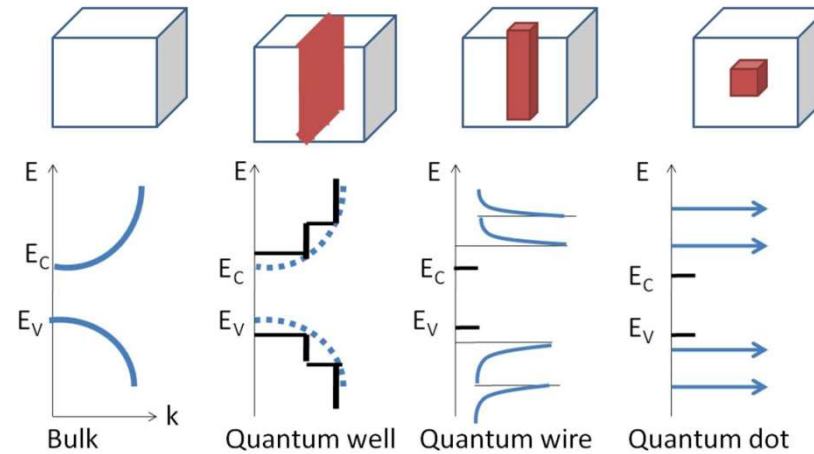 E
E_C
E_V
k
Bulk
E
E_C
E_V
Quantum well
E
E_C
E_V
Quantum wire
E
E_C
E_V
Quantum dot